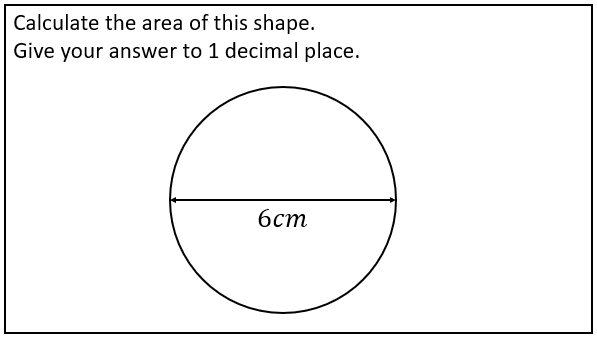 Calculate the area of this shape.
Give your answer to 1 decimal place.
6cm